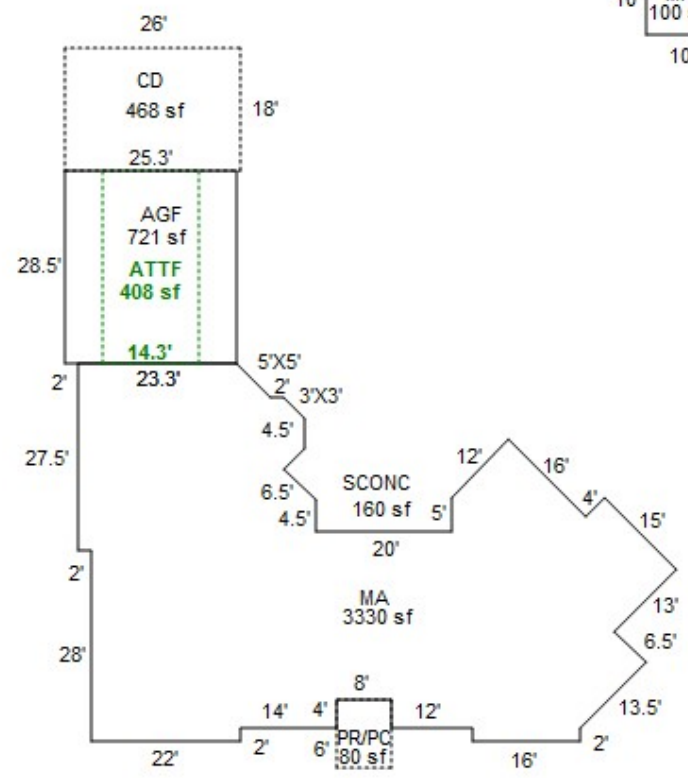 26'
10'
100 s
10
CD
468 sf
18'
25.3'
AGF
721 sf
28.5'
ATTF
408 sf
14.3'
5'X5'
2'
23.3'
2'
3'X3'
4.5'
27.5'
12'
16'
6.5'
SCONC
160 sf
4'
4.5'
5'
15'
20'
2'
MA
3330 sf
13'
6.5'
28'
8'
14'
4'
12'
13.5'
PR/PC
80 sf
2'
6'
2'
22'
16'